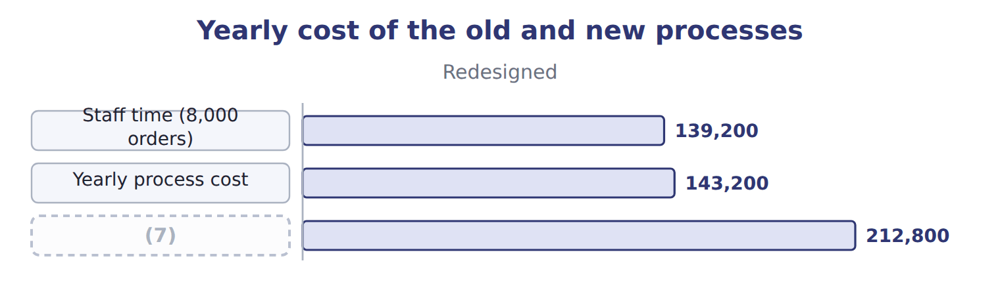 Yearly cost of the old and new processes
Redesigned
Staff time (8,000
orders)
139,200
Yearly process cost
143,200
(7)
212,800